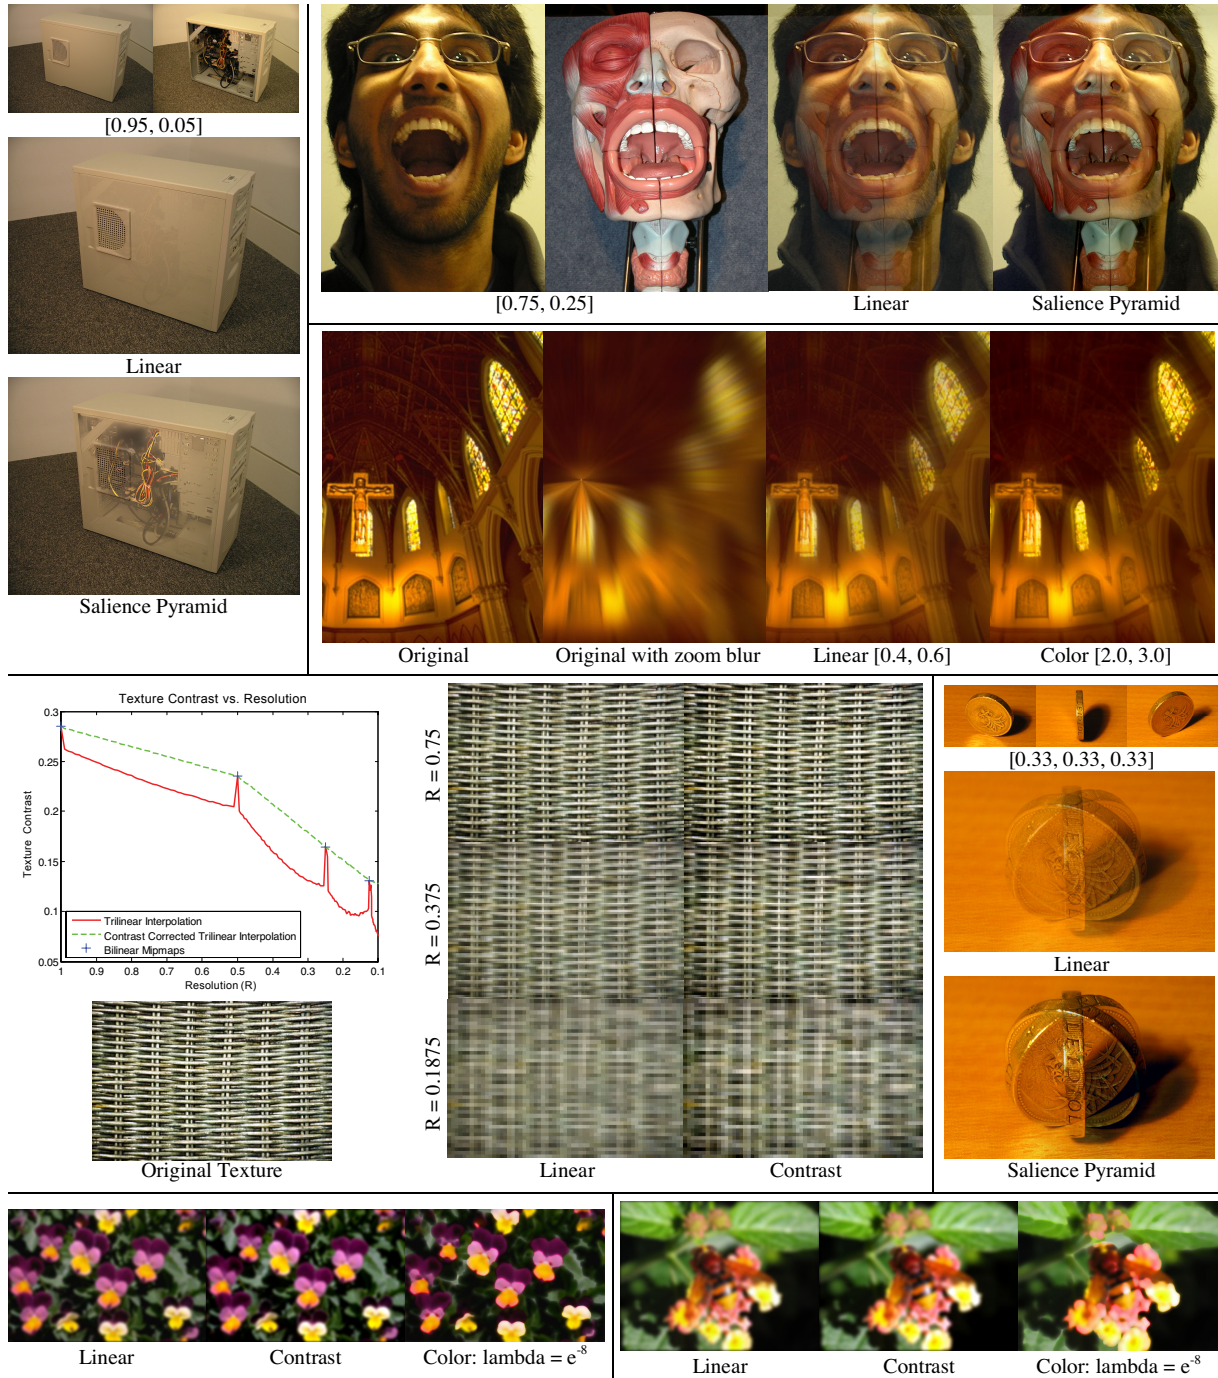 [0.95, 0.05]
Linear
Salience Pyramid
[0.75, 0.25]
Linear
Salience Pyramid
Original
Original with zoom blur
Linear [0.4, 0.6]
Color [2.0, 3.0]
Texture Contrast vs. Resolution
Texture Contrast
0.3
0.25
0.2
0.15
0.1
0.05
Trilinear Interpolation
Contrast Corrected Trilinear Interpolation
Bilinear Mipmaps
1 0.9 0.8 0.7 0.6 0.5 0.4 0.3 0.2 0.1
Resolution (R)
Original Texture
R = 0.75
R = 0.375
R = 0.1875
Linear
Contrast
[0.33, 0.33, 0.33]
Linear
Salience Pyramid
Linear
Contrast
Color: lambda = e⁻⁸
Linear
Contrast
Color: lambda = e⁻⁸